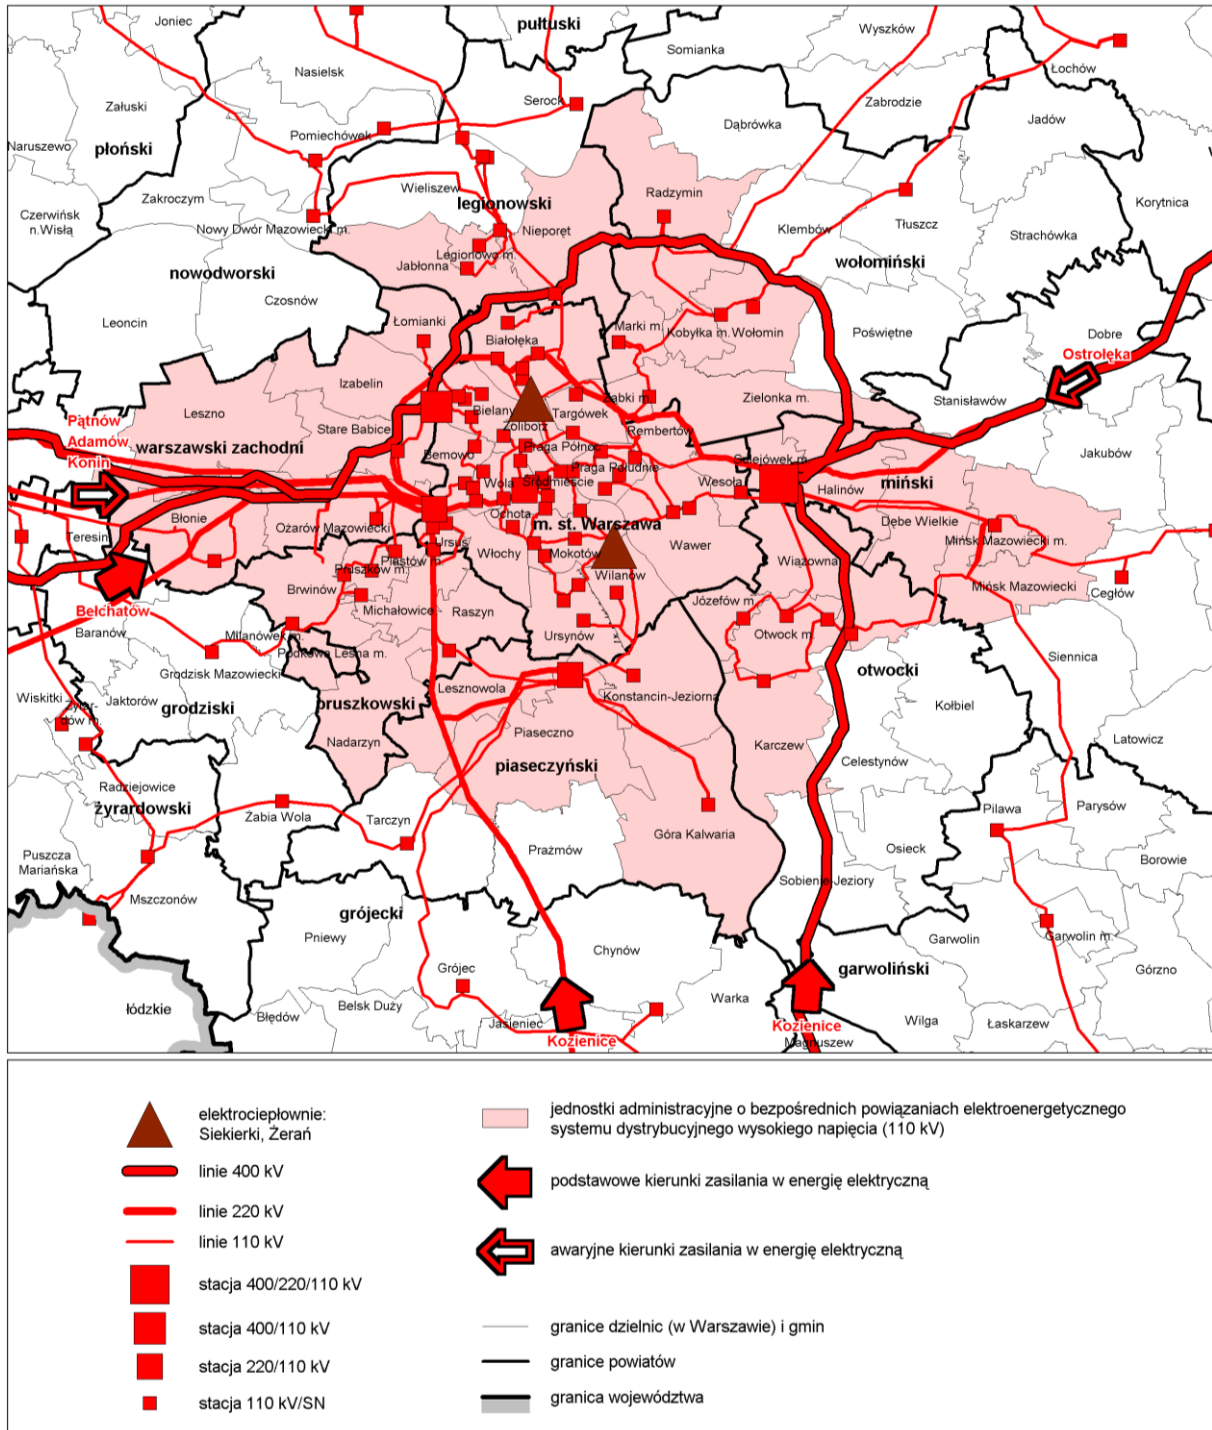 Joniec
pułtuski
Somianka
Wyszków
Łochów
Nasielsk
Załuski
Serock
Zabrodzie
Jadów
Pomiechówek
Dąbrówka
Naruszewo
płoński
Zakroczym
Wieliszew
Radzymin
legionowski
Korytnica
Czerwińsk
n.Wisłą
Nowy Dwór Mazowiecki m.
Nieporęt
Klembów
Tłuszcz
Strachówka
Legionowo m.
Jabłonna
nowodworski
wołomiński
Czosnów
Leoncin
Łomianki
Białołęka
Marki m.
Kobyłka m.
Wołomin
Poświętne
Dobre
Ostrołęka
Izabelin
Leszno
Bielany
Targówek
Ząbki m.
Zielonka m.
Stanisławów
Pątnów
Adamów
Konin
Stare Babice
Żoliborz
Rembertów
warszawski zachodni
Bemowo
Praga Północ
Sulejówek m.
Jakubów
Praga Południe
Wola
Śródmieście
Wesoła
Halinów
miński
Błonie
Ożarów Mazowiecki
Ochota
m. st. Warszawa
Dębe Wielkie
Teresin
Ursus
Włochy
Mokotów
Wawer
Mińsk Mazowiecki m.
Piastów m.
Pruszków m.
Wilanów
Wiązowna
Mińsk Mazowiecki
Cegłów
Brwinów
Michałowice
Raszyn
Józefów m.
Bełchatów
Baranów
Milanówek m.
Ursynów
Otwock m.
Podkowa Leśna m.
Siennica
Grodzisk Mazowiecki
Lesznowola
Konstancin-Jeziorna
otwocki
Wiskitki
Żyrar-
dów m.
Jaktorów
grodziski
pruszkowski
Kołbiel
Nadarzyn
Piaseczno
Karczew
Latowicz
piaseczyński
Celestynów
Radziejowice
żyrardowski
Żabia Wola
Tarczyn
Góra Kalwaria
Pilawa
Parysów
Prażmów
Osieck
Puszcza
Mariańska
Borowie
Mszczonów
Sobienie-Jeziory
grójecki
Pniewy
Chynów
Garwolin
Garwolin m.
Grójec
garwoliński
Górzno
łódzkie
Błędów
Belsk Duży
Jasieniec
Warka
Wilga
Łaskarzew
Kozienice
Kozienice
Magnuszew
elektrociepłownie:
Siekierki, Żerań
linie 400 kV
linie 220 kV
linie 110 kV
stacja 400/220/110 kV
stacja 400/110 kV
stacja 220/110 kV
stacja 110 kV/SN
jednostki administracyjne o bezpośrednich powiązaniach elektroenergetycznego
systemu dystrybucyjnego wysokiego napięcia (110 kV)
podstawowe kierunki zasilania w energię elektryczną
awaryjne kierunki zasilania w energię elektryczną
granice dzielnic (w Warszawie) i gmin
granice powiatów
granica województwa